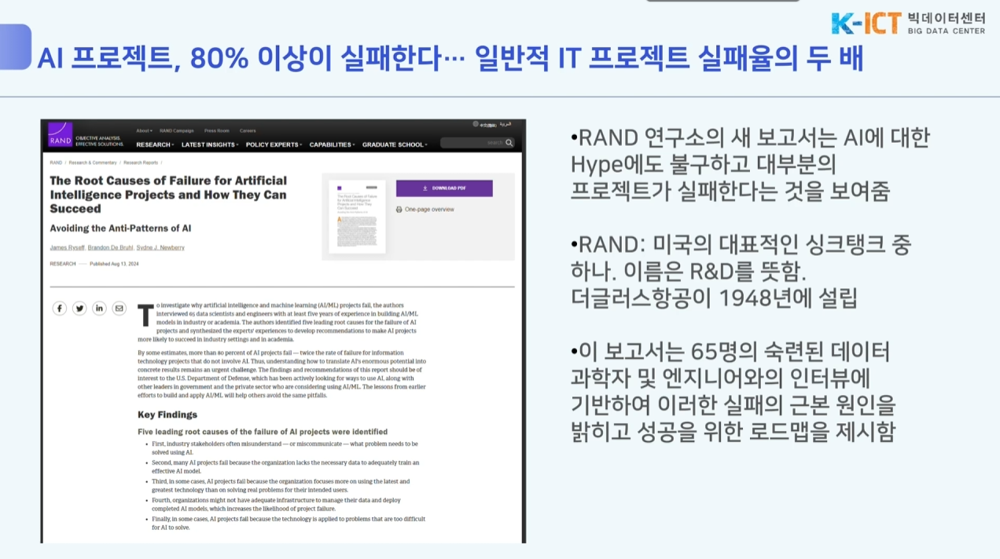 K-ICT 빅데이터센터
BIG DATA CENTER
AI 프로젝트, 80% 이상이 실패한다… 일반적 IT 프로젝트 실패율의 두 배
RAND
OBJECTIVE ANALYSIS.
EFFECTIVE SOLUTIONS.
About
RAND Campaign
Press Room
Careers
RESEARCH
LATEST INSIGHTS
POLICY EXPERTS
CAPABILITIES
GRADUATE SCHOOL
search
RAND / Research & Commentary / Research Reports /
The Root Causes of Failure for Artificial
Intelligence Projects and How They Can
Succeed
Avoiding the Anti-Patterns of AI
James Ryseff, Brandon De Bruhl, Sydne J. Newberry
RESEARCH — Published Aug 13, 2024
DOWNLOAD PDF
One-page overview
To investigate why artificial intelligence and machine learning (AI/ML) projects fail, the authors
interviewed 65 data scientists and engineers with at least five years of experience in building AI/ML
models in industry or academia. The authors identified five leading root causes for the failure of AI
projects and synthesized the experts' experiences to develop recommendations to make AI projects
more likely to succeed in industry settings and in academia.
By some estimates, more than 80 percent of AI projects fail — twice the rate of failure for information
technology projects that do not involve AI. Thus, understanding how to translate AI's enormous potential into
concrete results remains an urgent challenge. The findings and recommendations of this report should be of
interest to the U.S. Department of Defense, which has been actively looking for ways to use AI, along with
other leaders in government and the private sector who are considering using AI/ML. The lessons from earlier
efforts to build and apply AI/ML will help others avoid the same pitfalls.
Key Findings
Five leading root causes of the failure of AI projects were identified
• First, industry stakeholders often misunderstand — or miscommunicate — what problem needs to be
solved using AI.
• Second, many AI projects fail because the organization lacks the necessary data to adequately train an
effective AI model.
• Third, in some cases, AI projects fail because the organization focuses more on using the latest and
greatest technology than on solving real problems for their intended users.
• Fourth, organizations might not have adequate infrastructure to manage their data and deploy
completed AI models, which increases the likelihood of project failure.
• Finally, in some cases, AI projects fail because the technology is applied to problems that are too difficult
for AI to solve.
•RAND 연구소의 새 보고서는 AI에 대한
Hype에도 불구하고 대부분의
프로젝트가 실패한다는 것을 보여줌
•RAND: 미국의 대표적인 싱크탱크 중
하나. 이름은 R&D를 뜻함.
더글러스항공이 1948년에 설립
•이 보고서는 65명의 숙련된 데이터
과학자 및 엔지니어와의 인터뷰에
기반하여 이러한 실패의 근본 원인을
밝히고 성공을 위한 로드맵을 제시함